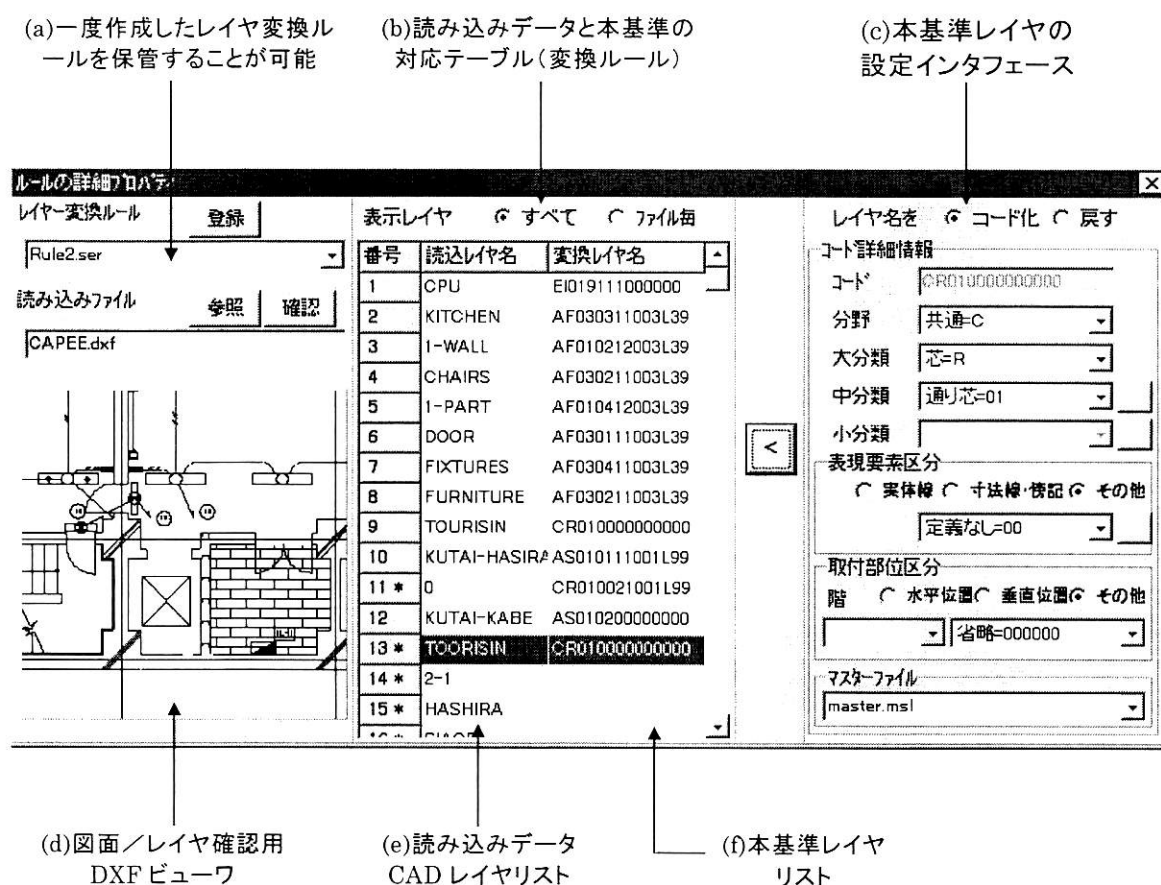 (a)一度作成したレイヤ変換ル
ールを保管することが可能
(b)読み込みデータと本基準の
対応テーブル(変換ルール)
(c)本基準レイヤの
設定インタフェース
ルールの詳細プロパティ
レイヤー変換ルール 登録
Rule2.ser
読み込みファイル 参照 確認
CAPEE.dxf
表示レイヤ すべて ファイル毎
番号 読込レイヤ名 変換レイヤ名
1 CPU EI019111000000
2 KITCHEN AF030311003L39
3 1-WALL AF010212003L39
4 CHAIRS AF030211003L39
5 1-PART AF010412003L39
6 DOOR AF030111003L39
7 FIXTURES AF030411003L39
8 FURNITURE AF030211003L39
9 TOURISIN CR010000000000
10 KUTAI-HASIRA AS010111001L99
11 * 0 CR010021001L99
12 KUTAI-KABE AS010200000000
13 * TOORISIN CR010000000000
14 * 2-1
15 * HASHIRA
<
レイヤ名を コード化 戻す
コード詳細情報
コード CR010000000000
分野 共通=C
大分類 芯=R
中分類 通り芯=01
小分類
表現要素区分
実体線 寸法線・傍記 その他
定義なし=00
取付部位区分
階 水平位置 垂直位置 その他
省略=000000
マスターファイル
master.msl
(d)図面/レイヤ確認用
DXF ビューワ
(e)読み込みデータ
CAD レイヤリスト
(f)本基準レイヤ
リスト